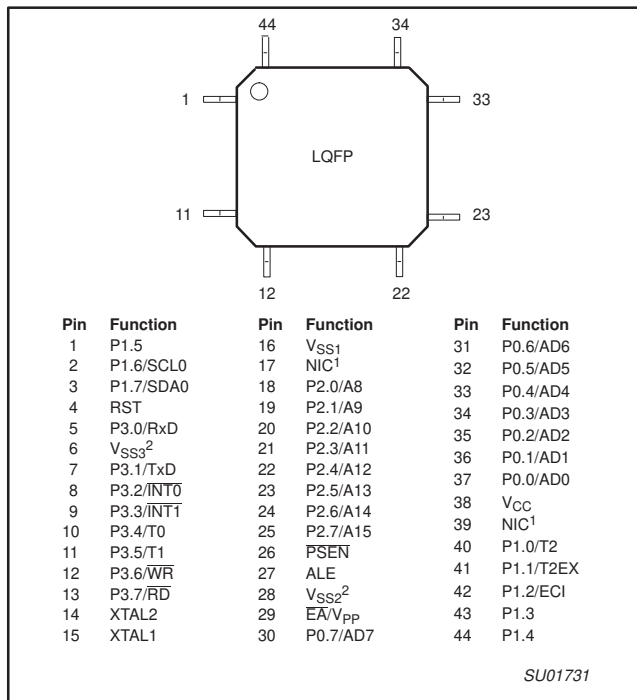 44 34
1 33
LQFP
11 23
12 22
Pin Function Pin Function Pin Function
1 P1.5 16 VSS1 31 P0.6/AD6
2 P1.6/SCL0 17 NIC1 32 P0.5/AD5
3 P1.7/SDA0 18 P2.0/A8 33 P0.4/AD4
4 RST 19 P2.1/A9 34 P0.3/AD3
5 P3.0/RxD 20 P2.2/A10 35 P0.2/AD2
6 VSS32 21 P2.3/A11 36 P0.1/AD1
7 P3.1/TxD 22 P2.4/A12 37 P0.0/AD0
8 P3.2/INT0 23 P2.5/A13 38 VCC
9 P3.3/INT1 24 P2.6/A14 39 NIC1
10 P3.4/T0 25 P2.7/A15 40 P1.0/T2
11 P3.5/T1 26 PSEN 41 P1.1/T2EX
12 P3.6/WR 27 ALE 42 P1.2/ECI
13 P3.7/RD 28 VSS22 43 P1.3
14 XTAL2 29 EA/VPP 44 P1.4
15 XTAL1 30 P0.7/AD7
SU01731